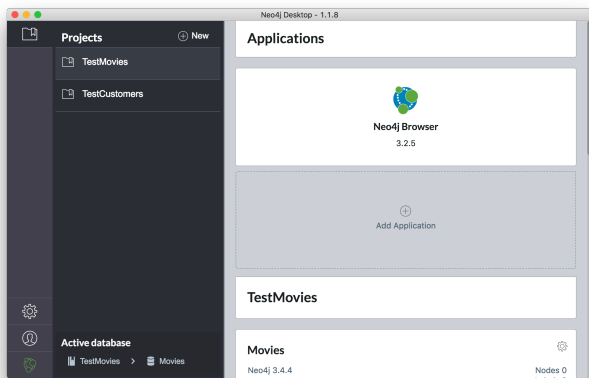 Neo4j Desktop - 1.1.8
Projects
New
TestMovies
TestCustomers
Active database
TestMovies > Movies
Applications
Neo4j Browser
3.2.5
Add Application
TestMovies
Movies
Neo4j 3.4.4
Nodes 0